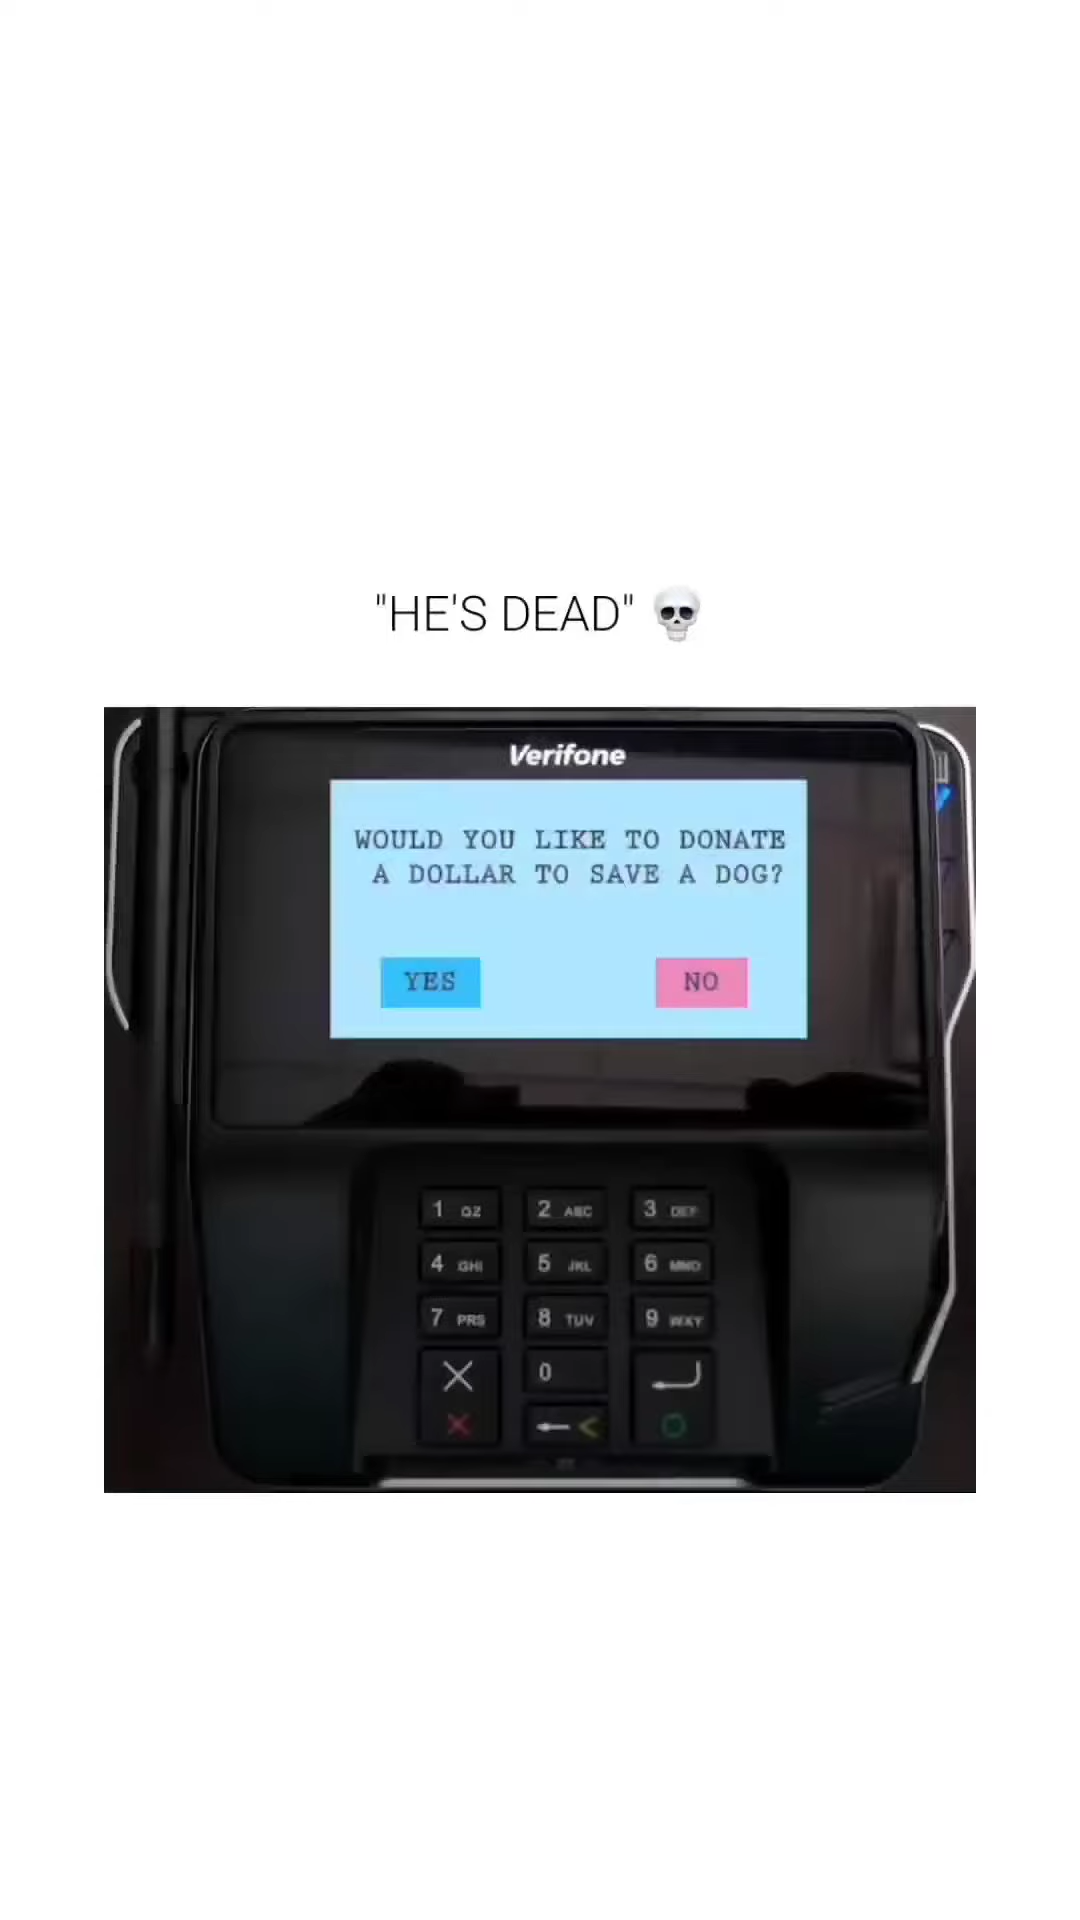 "HE'S DEAD" 💀
Verifone
WOULD YOU LIKE TO DONATE
A DOLLAR TO SAVE A DOG?
YES NO
1 QZ 2 ABC 3 DEF
4 GHI 5 JKL 6 MNO
7 PRS 8 TUV 9 WXY
0